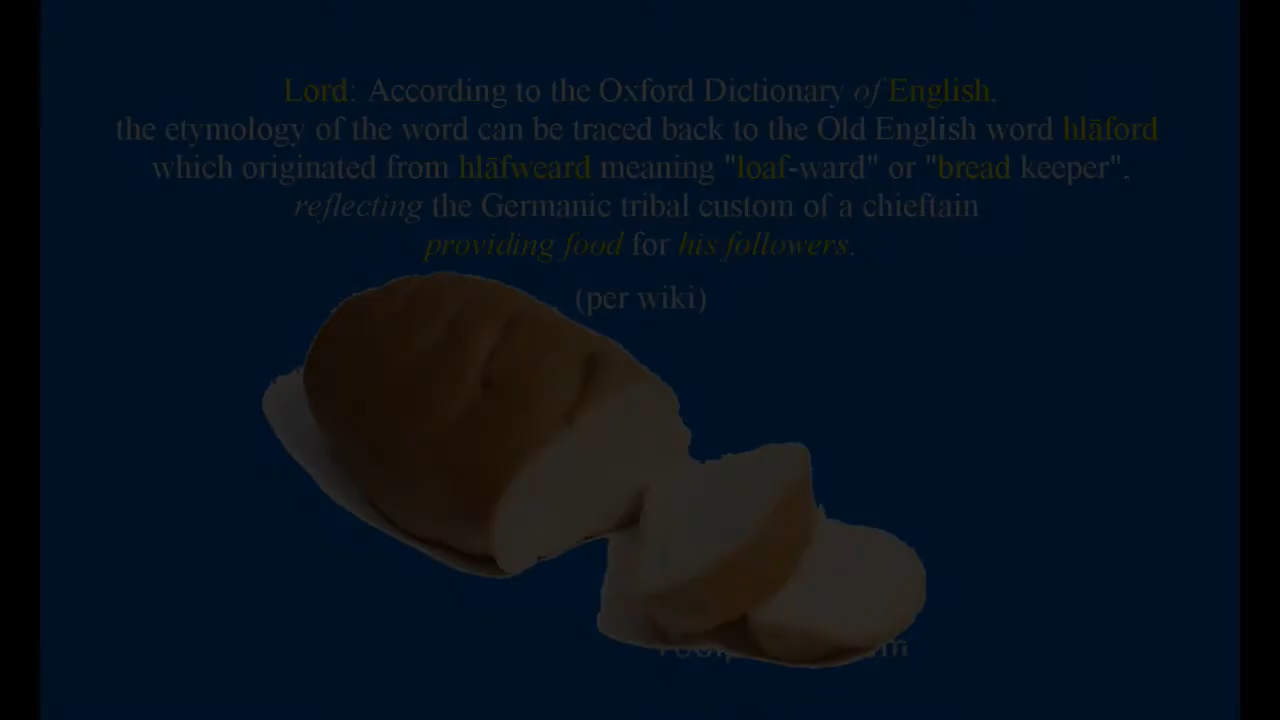 Lord: According to the Oxford Dictionary of English,
the etymology of the word can be traced back to the Old English word hlāford
which originated from hlāfweard meaning "loaf-ward" or "bread keeper",
reflecting the Germanic tribal custom of a chieftain
providing food for his followers.
(per wiki)